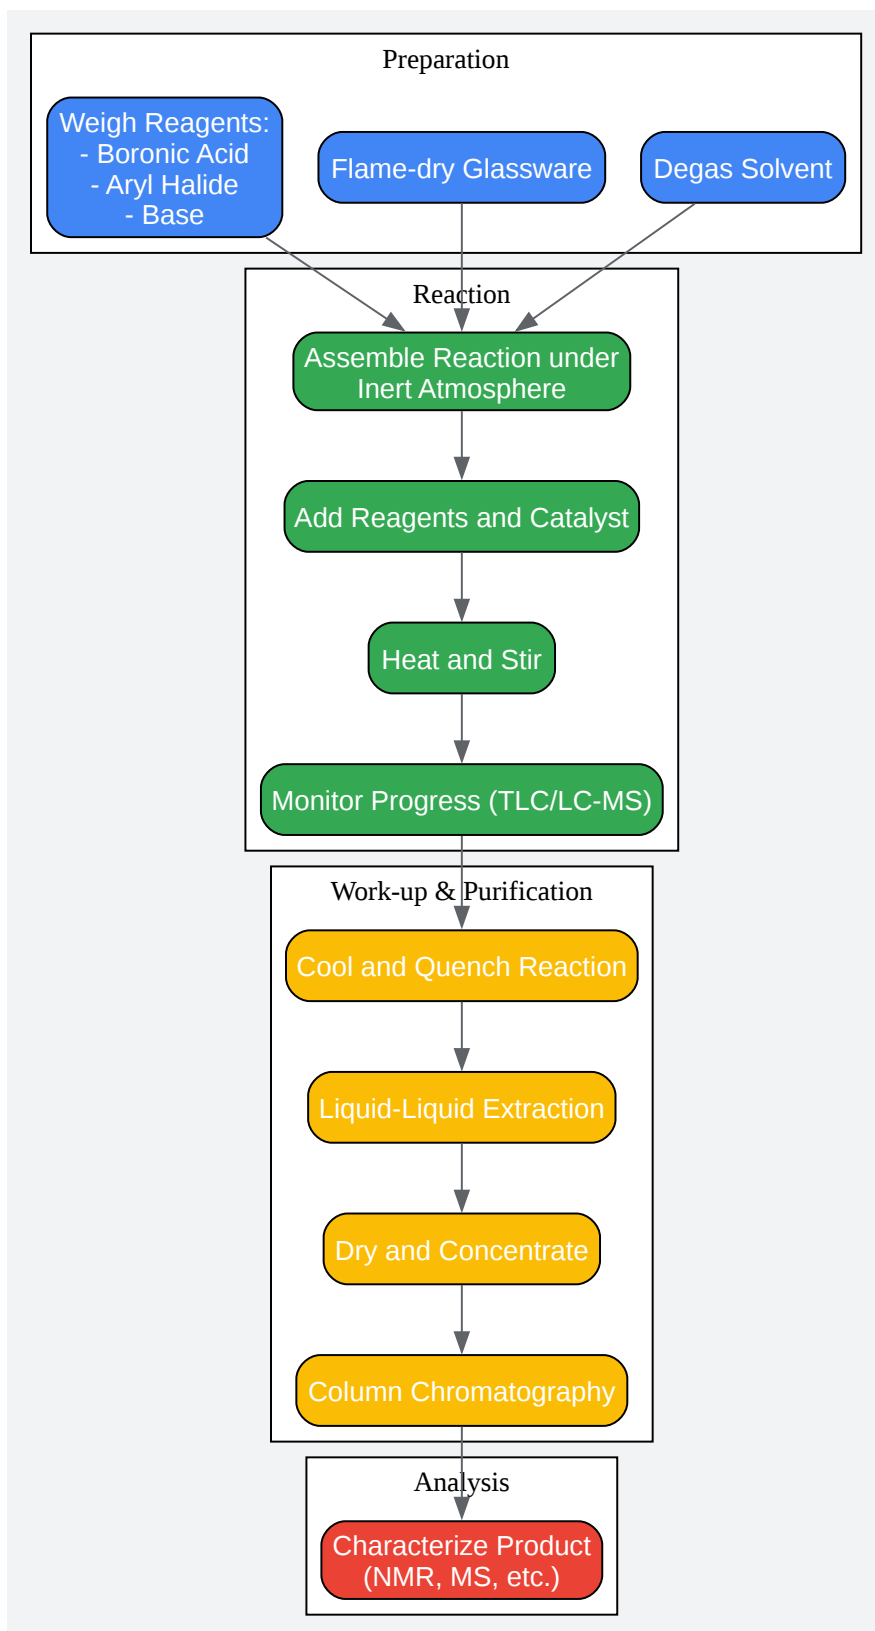 Preparation
Weigh Reagents:
- Boronic Acid
- Aryl Halide
- Base
Flame-dry Glassware
Degas Solvent
Reaction
Assemble Reaction under
Inert Atmosphere
Add Reagents and Catalyst
Heat and Stir
Monitor Progress (TLC/LC-MS)
Work-up & Purification
Cool and Quench Reaction
Liquid-Liquid Extraction
Dry and Concentrate
Column Chromatography
Analysis
Characterize Product
(NMR, MS, etc.)